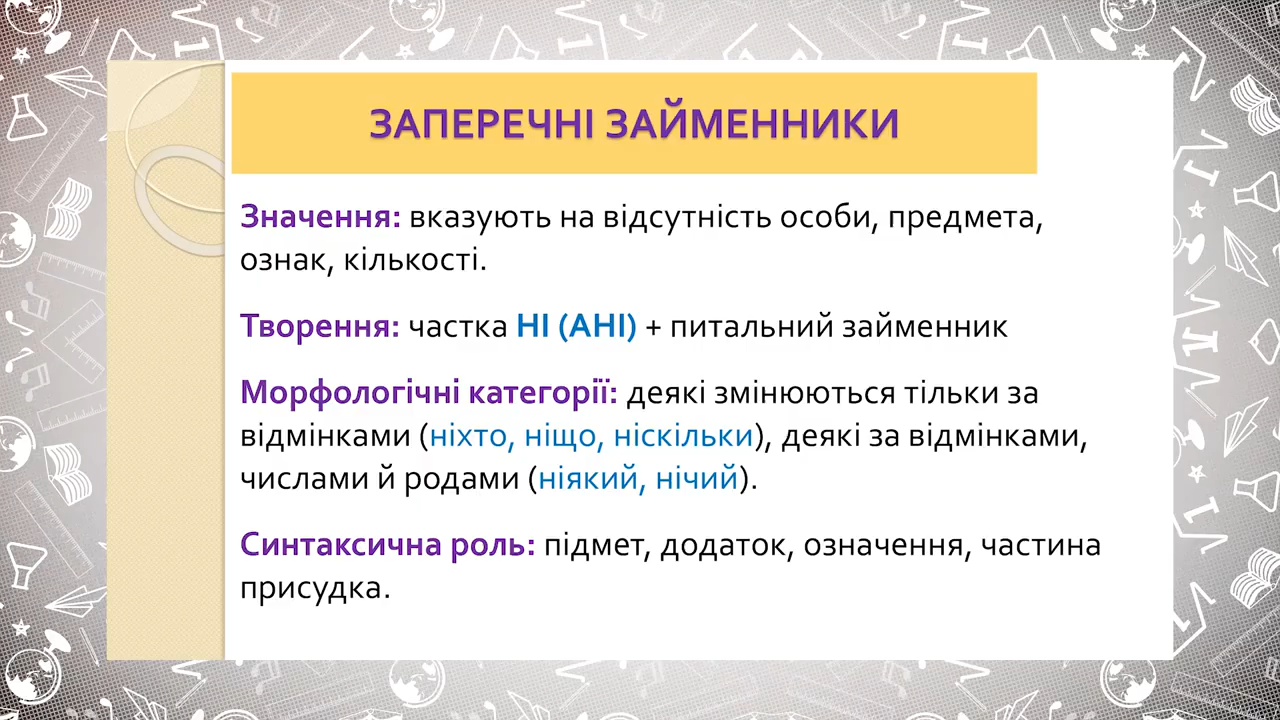 ЗАПЕРЕЧНІ ЗАЙМЕННИКИ
Значення: вказують на відсутність особи, предмета,
ознак, кількості.
Творення: частка НІ (АНІ) + питальний займенник
Морфологічні категорії: деякі змінюються тільки за
відмінками (ніхто, ніщо, ніскільки), деякі за відмінками,
числами й родами (ніякий, нічий).
Синтаксична роль: підмет, додаток, означення, частина
присудка.